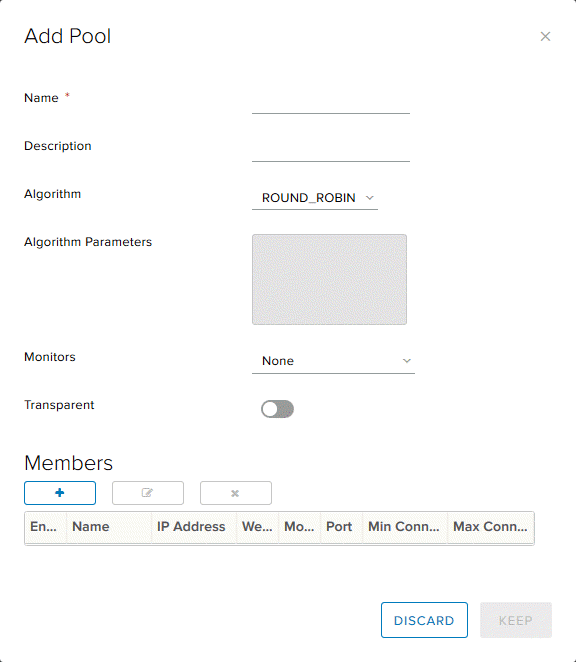 Add Pool
Name *
Description
Algorithm ROUND_ROBIN
Algorithm Parameters
Monitors None
Transparent
Members
En... Name IP Address We... Mo... Port Min Conn... Max Conn...
DISCARD KEEP